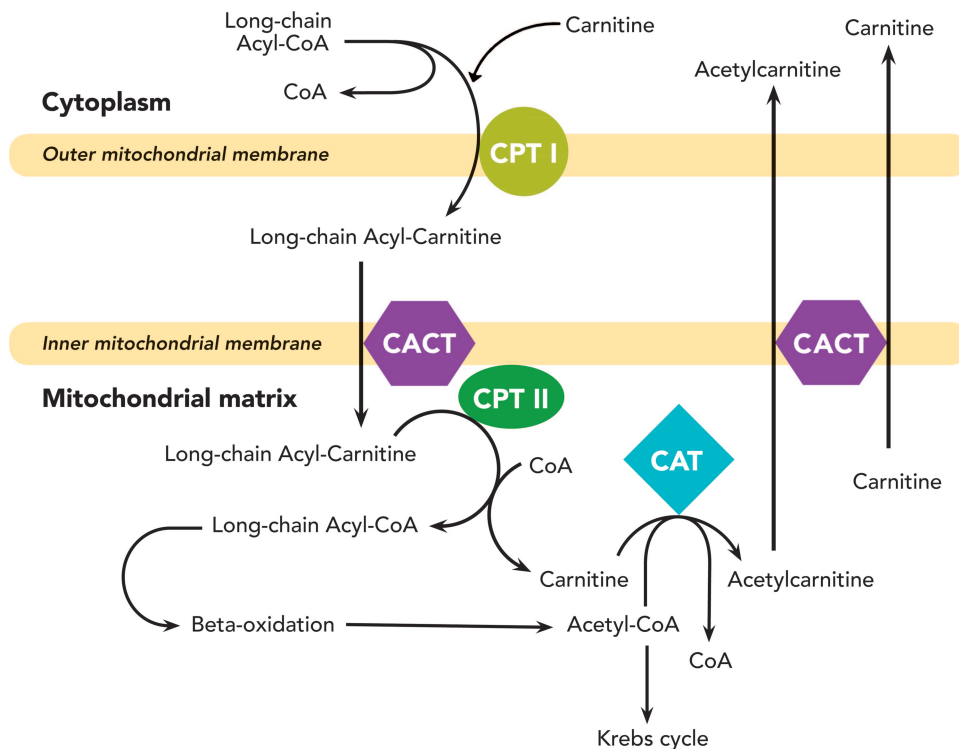 Long-chain
Acyl-CoA
Carnitine
Carnitine
Acetylcarnitine
CoA
Cytoplasm
Outer mitochondrial membrane
CPT I
Long-chain Acyl-Carnitine
Inner mitochondrial membrane
CACT
CACT
Mitochondrial matrix
CPT II
Long-chain Acyl-Carnitine
CoA
CAT
Carnitine
Long-chain Acyl-CoA
Carnitine
Acetylcarnitine
Beta-oxidation
Acetyl-CoA
CoA
Krebs cycle